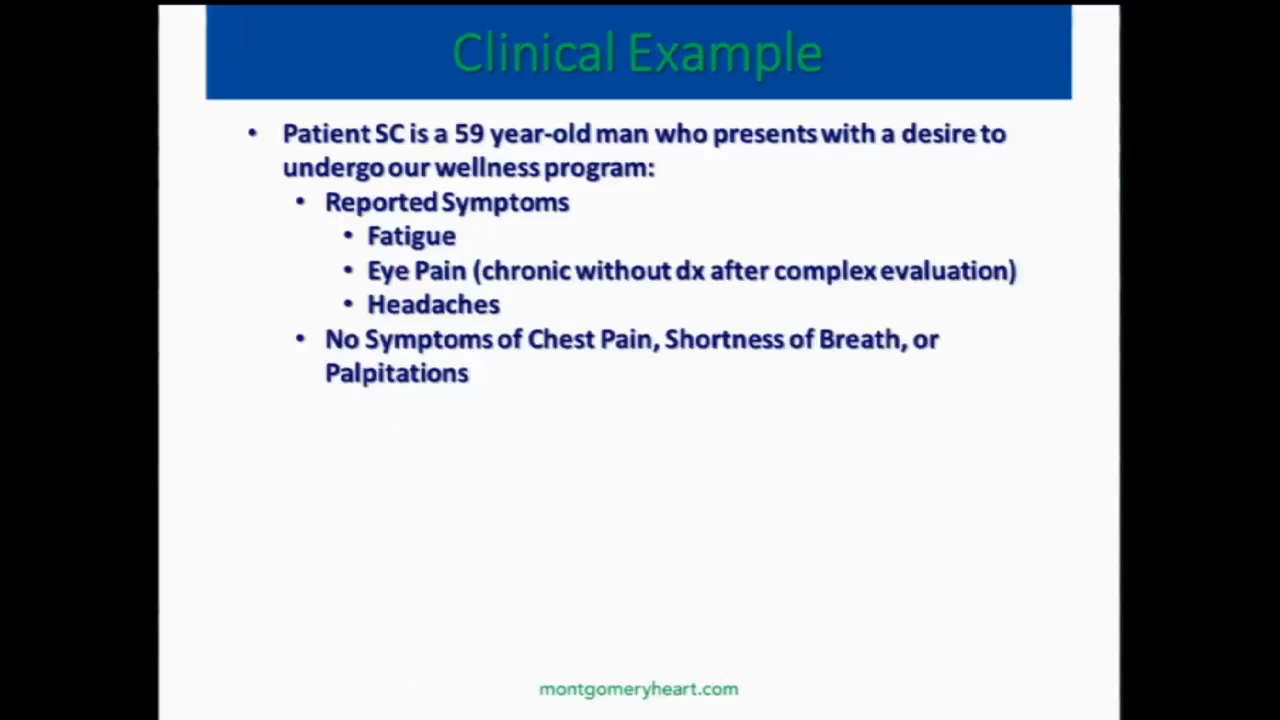 Clinical Example
• Patient SC is a 59 year-old man who presents with a desire to
undergo our wellness program:
• Reported Symptoms
• Fatigue
• Eye Pain (chronic without dx after complex evaluation)
• Headaches
• No Symptoms of Chest Pain, Shortness of Breath, or
Palpitations
montgomeryheart.com